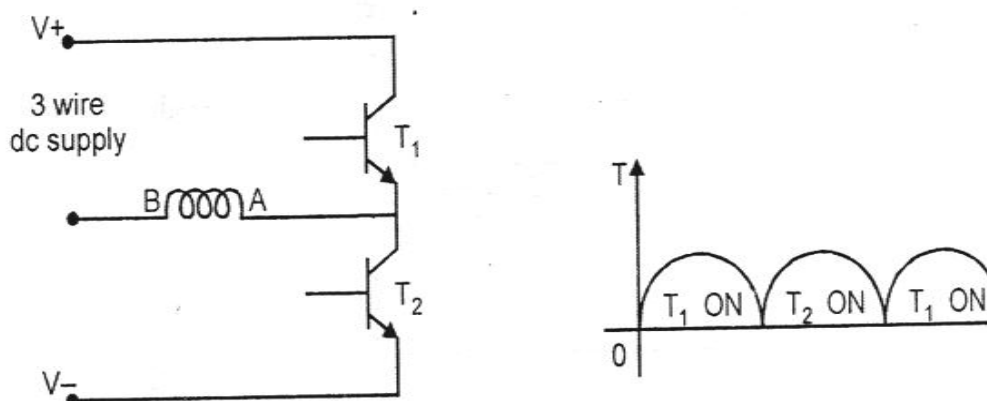 V+
3 wire
dc supply
T1
B
A
T2
V–
T
T1 ON
T2 ON
T1 ON
0